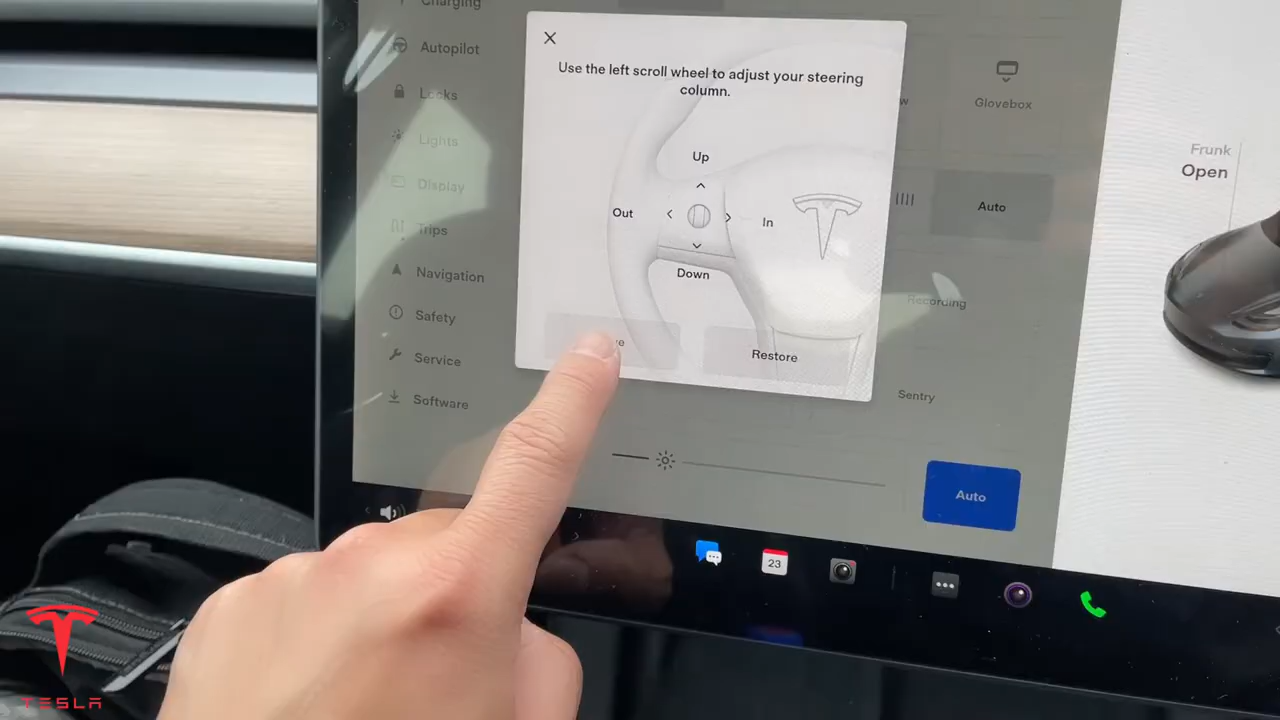 Charging
Autopilot
Locks
Lights
Display
Trips
Navigation
Safety
Service
Software
Use the left scroll wheel to adjust your steering
column.
Up
Out
In
Down
Restore
Glovebox
Auto
Recording
Sentry
Auto
Frunk
Open
23
TESLA